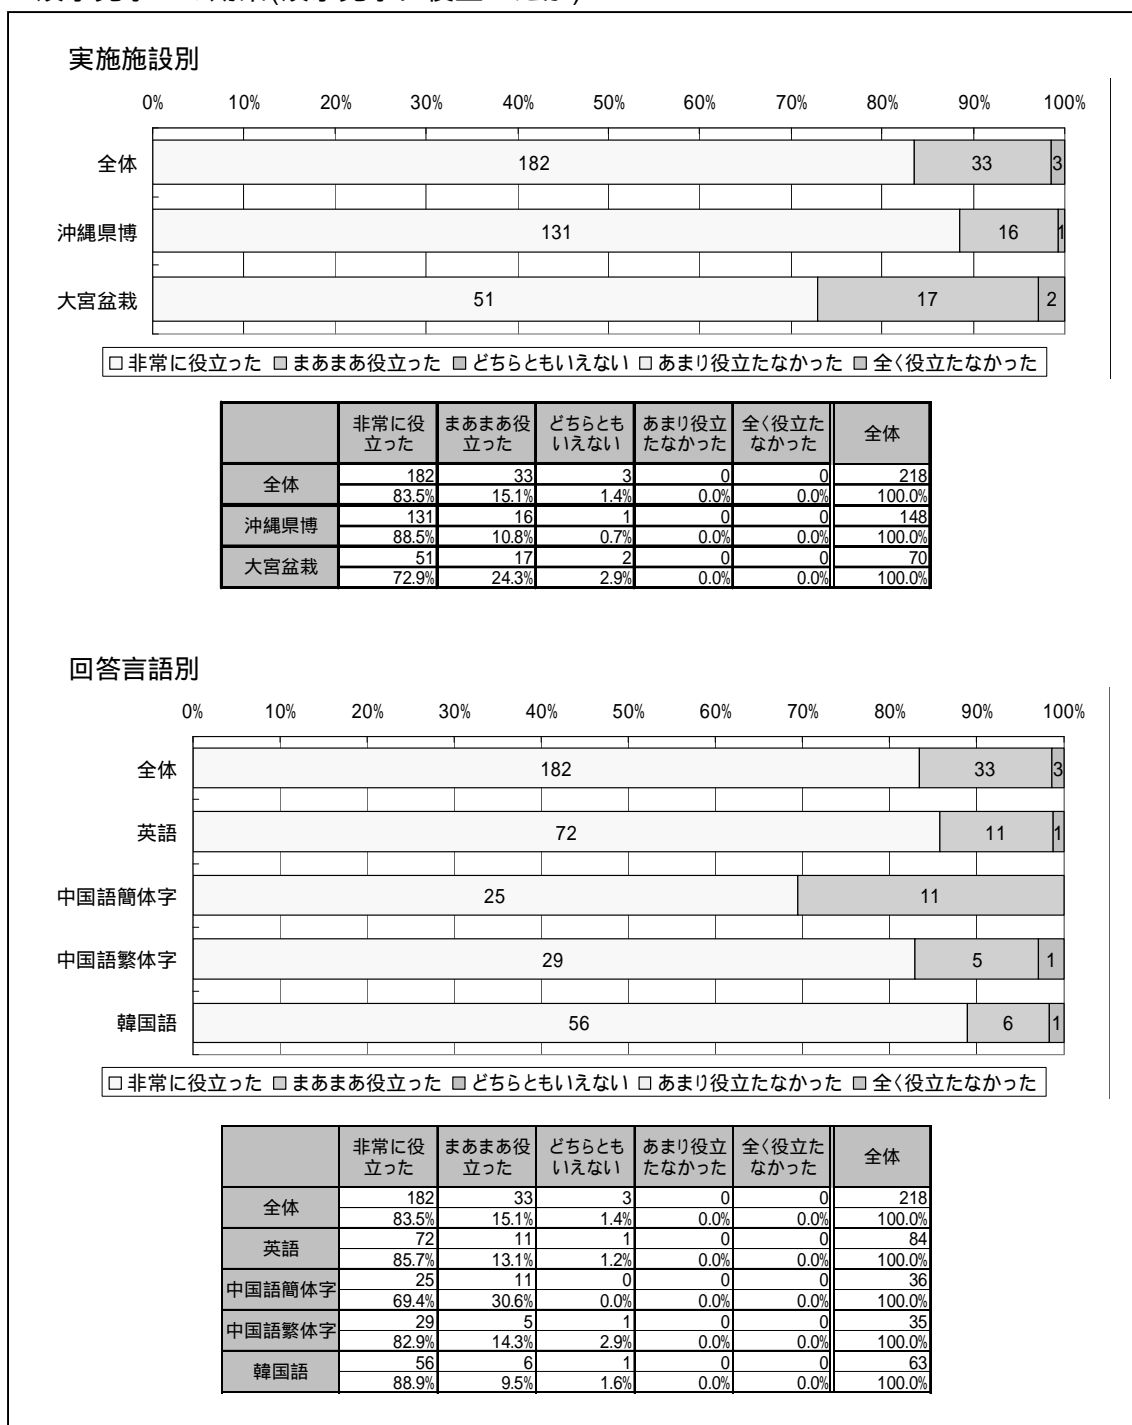 実施施設別
0% 10% 20% 30% 40% 50% 60% 70% 80% 90% 100%
全体 182 33 3
沖縄県博 131 16 1
大宮盆栽 51 17 2
□非常に役立った □まあまあ役立った □どちらともいえない □あまり役立たなかった □全く役立たなかった
非常に役 まあまあ役 どちらとも あまり役立 全く役立た 全体
立った 立った いえない たなかった なかった
全体 182 33 3 0 0 218
83.5% 15.1% 1.4% 0.0% 0.0% 100.0%
沖縄県博 131 16 1 0 0 148
88.5% 10.8% 0.7% 0.0% 0.0% 100.0%
大宮盆栽 51 17 2 0 0 70
72.9% 24.3% 2.9% 0.0% 0.0% 100.0%
回答言語別
0% 10% 20% 30% 40% 50% 60% 70% 80% 90% 100%
全体 182 33 3
英語 72 11 1
中国語簡体字 25 11
中国語繁体字 29 5 1
韓国語 56 6 1
□非常に役立った □まあまあ役立った □どちらともいえない □あまり役立たなかった □全く役立たなかった
非常に役 まあまあ役 どちらとも あまり役立 全く役立た 全体
立った 立った いえない たなかった なかった
全体 182 33 3 0 0 218
83.5% 15.1% 1.4% 0.0% 0.0% 100.0%
英語 72 11 1 0 0 84
85.7% 13.1% 1.2% 0.0% 0.0% 100.0%
中国語簡体字 25 11 0 0 0 36
69.4% 30.6% 0.0% 0.0% 0.0% 100.0%
中国語繁体字 29 5 1 0 0 35
82.9% 14.3% 2.9% 0.0% 0.0% 100.0%
韓国語 56 6 1 0 0 63
88.9% 9.5% 1.6% 0.0% 0.0% 100.0%